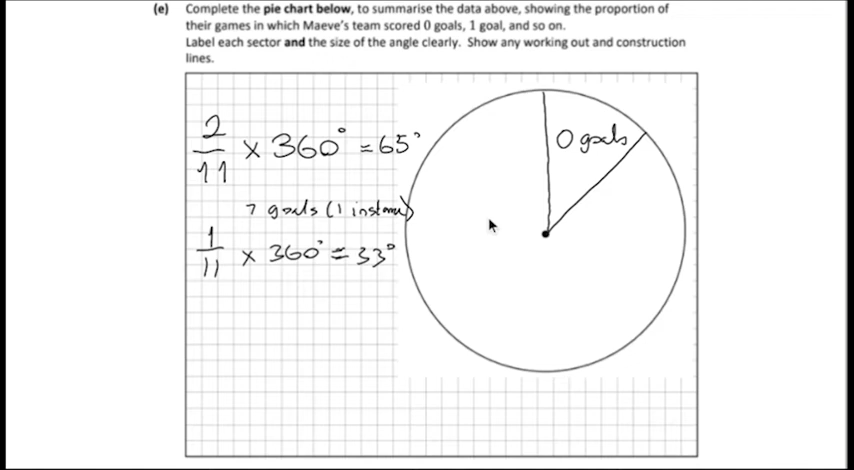 (e) Complete the pie chart below, to summarise the data above, showing the proportion of
their games in which Maeve's team scored 0 goals, 1 goal, and so on.
Label each sector and the size of the angle clearly. Show any working out and construction
lines.
2/11 × 360° = 65°
0 goals
7 goals (1 instance)
1/11 × 360° = 33°